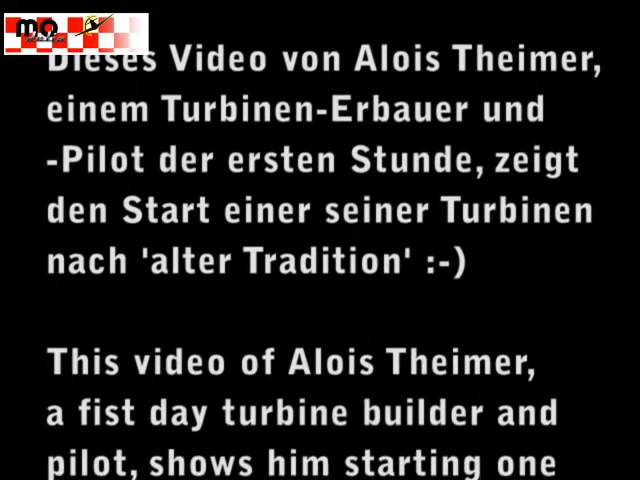 MO
Dieses Video von Alois Theimer,
einem Turbinen-Erbauer und
-Pilot der ersten Stunde, zeigt
den Start einer seiner Turbinen
nach 'alter Tradition' :-)
This video of Alois Theimer,
a fist day turbine builder and
pilot, shows him starting one